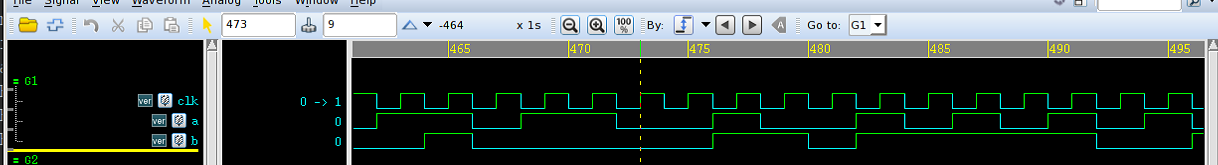 File Signal View Waveform Analog Tools Window Help
473 9 -464 x 1s 100% By: Go to: G1
465 470 475 480 485 490 495
G1
ver clk 0 -> 1
ver a 0
ver b 0
G2